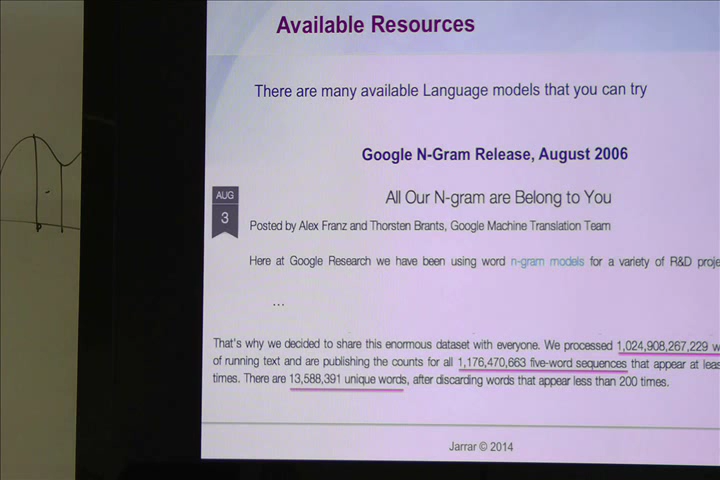 Available Resources
There are many available Language models that you can try
Google N-Gram Release, August 2006
AUG
3
All Our N-gram are Belong to You
Posted by Alex Franz and Thorsten Brants, Google Machine Translation Team
Here at Google Research we have been using word n-gram models for a variety of R&D proje
...
That's why we decided to share this enormous dataset with everyone. We processed 1,024,908,267,229 w
of running text and are publishing the counts for all 1,176,470,663 five-word sequences that appear at leas
times. There are 13,588,391 unique words, after discarding words that appear less than 200 times.
Jarrar © 2014